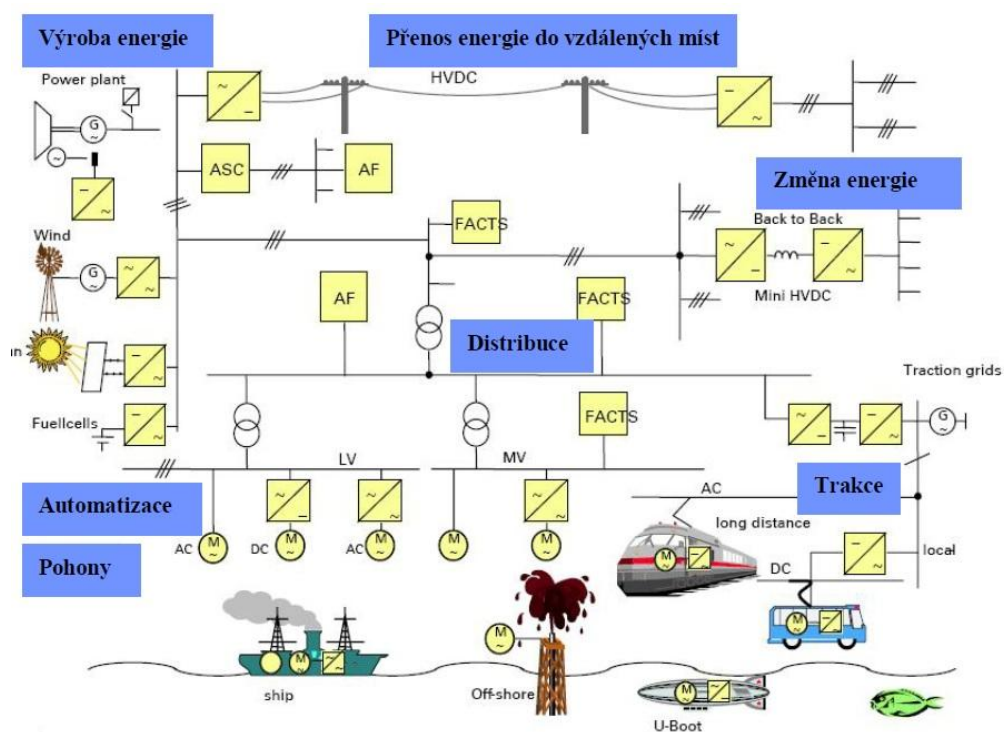 Výroba energie
Přenos energie do vzdálených míst
Power plant
HVDC
G
~
~
–
–
~
~
–
~
ASC
AF
Změna energie
Wind
FACTS
Back to Back
G
~
~
~
–
–
~
AF
FACTS
Mini HVDC
Distribuce
–
~
Traction grids
FACTS
Fuelcells
–
~
~
–
–
~
G
~
LV
MV
Automatizace
~
–
~
~
~
~
AC
Trakce
AC
M
~
DC
M
~
AC
M
~
M
~
M
~
long distance
Pohony
M
~
–
~
–
~
local
DC
M
~
M
~
–
~
M
M
~
~
~
ship
Off-shore
M
~
–
~
U-Boot